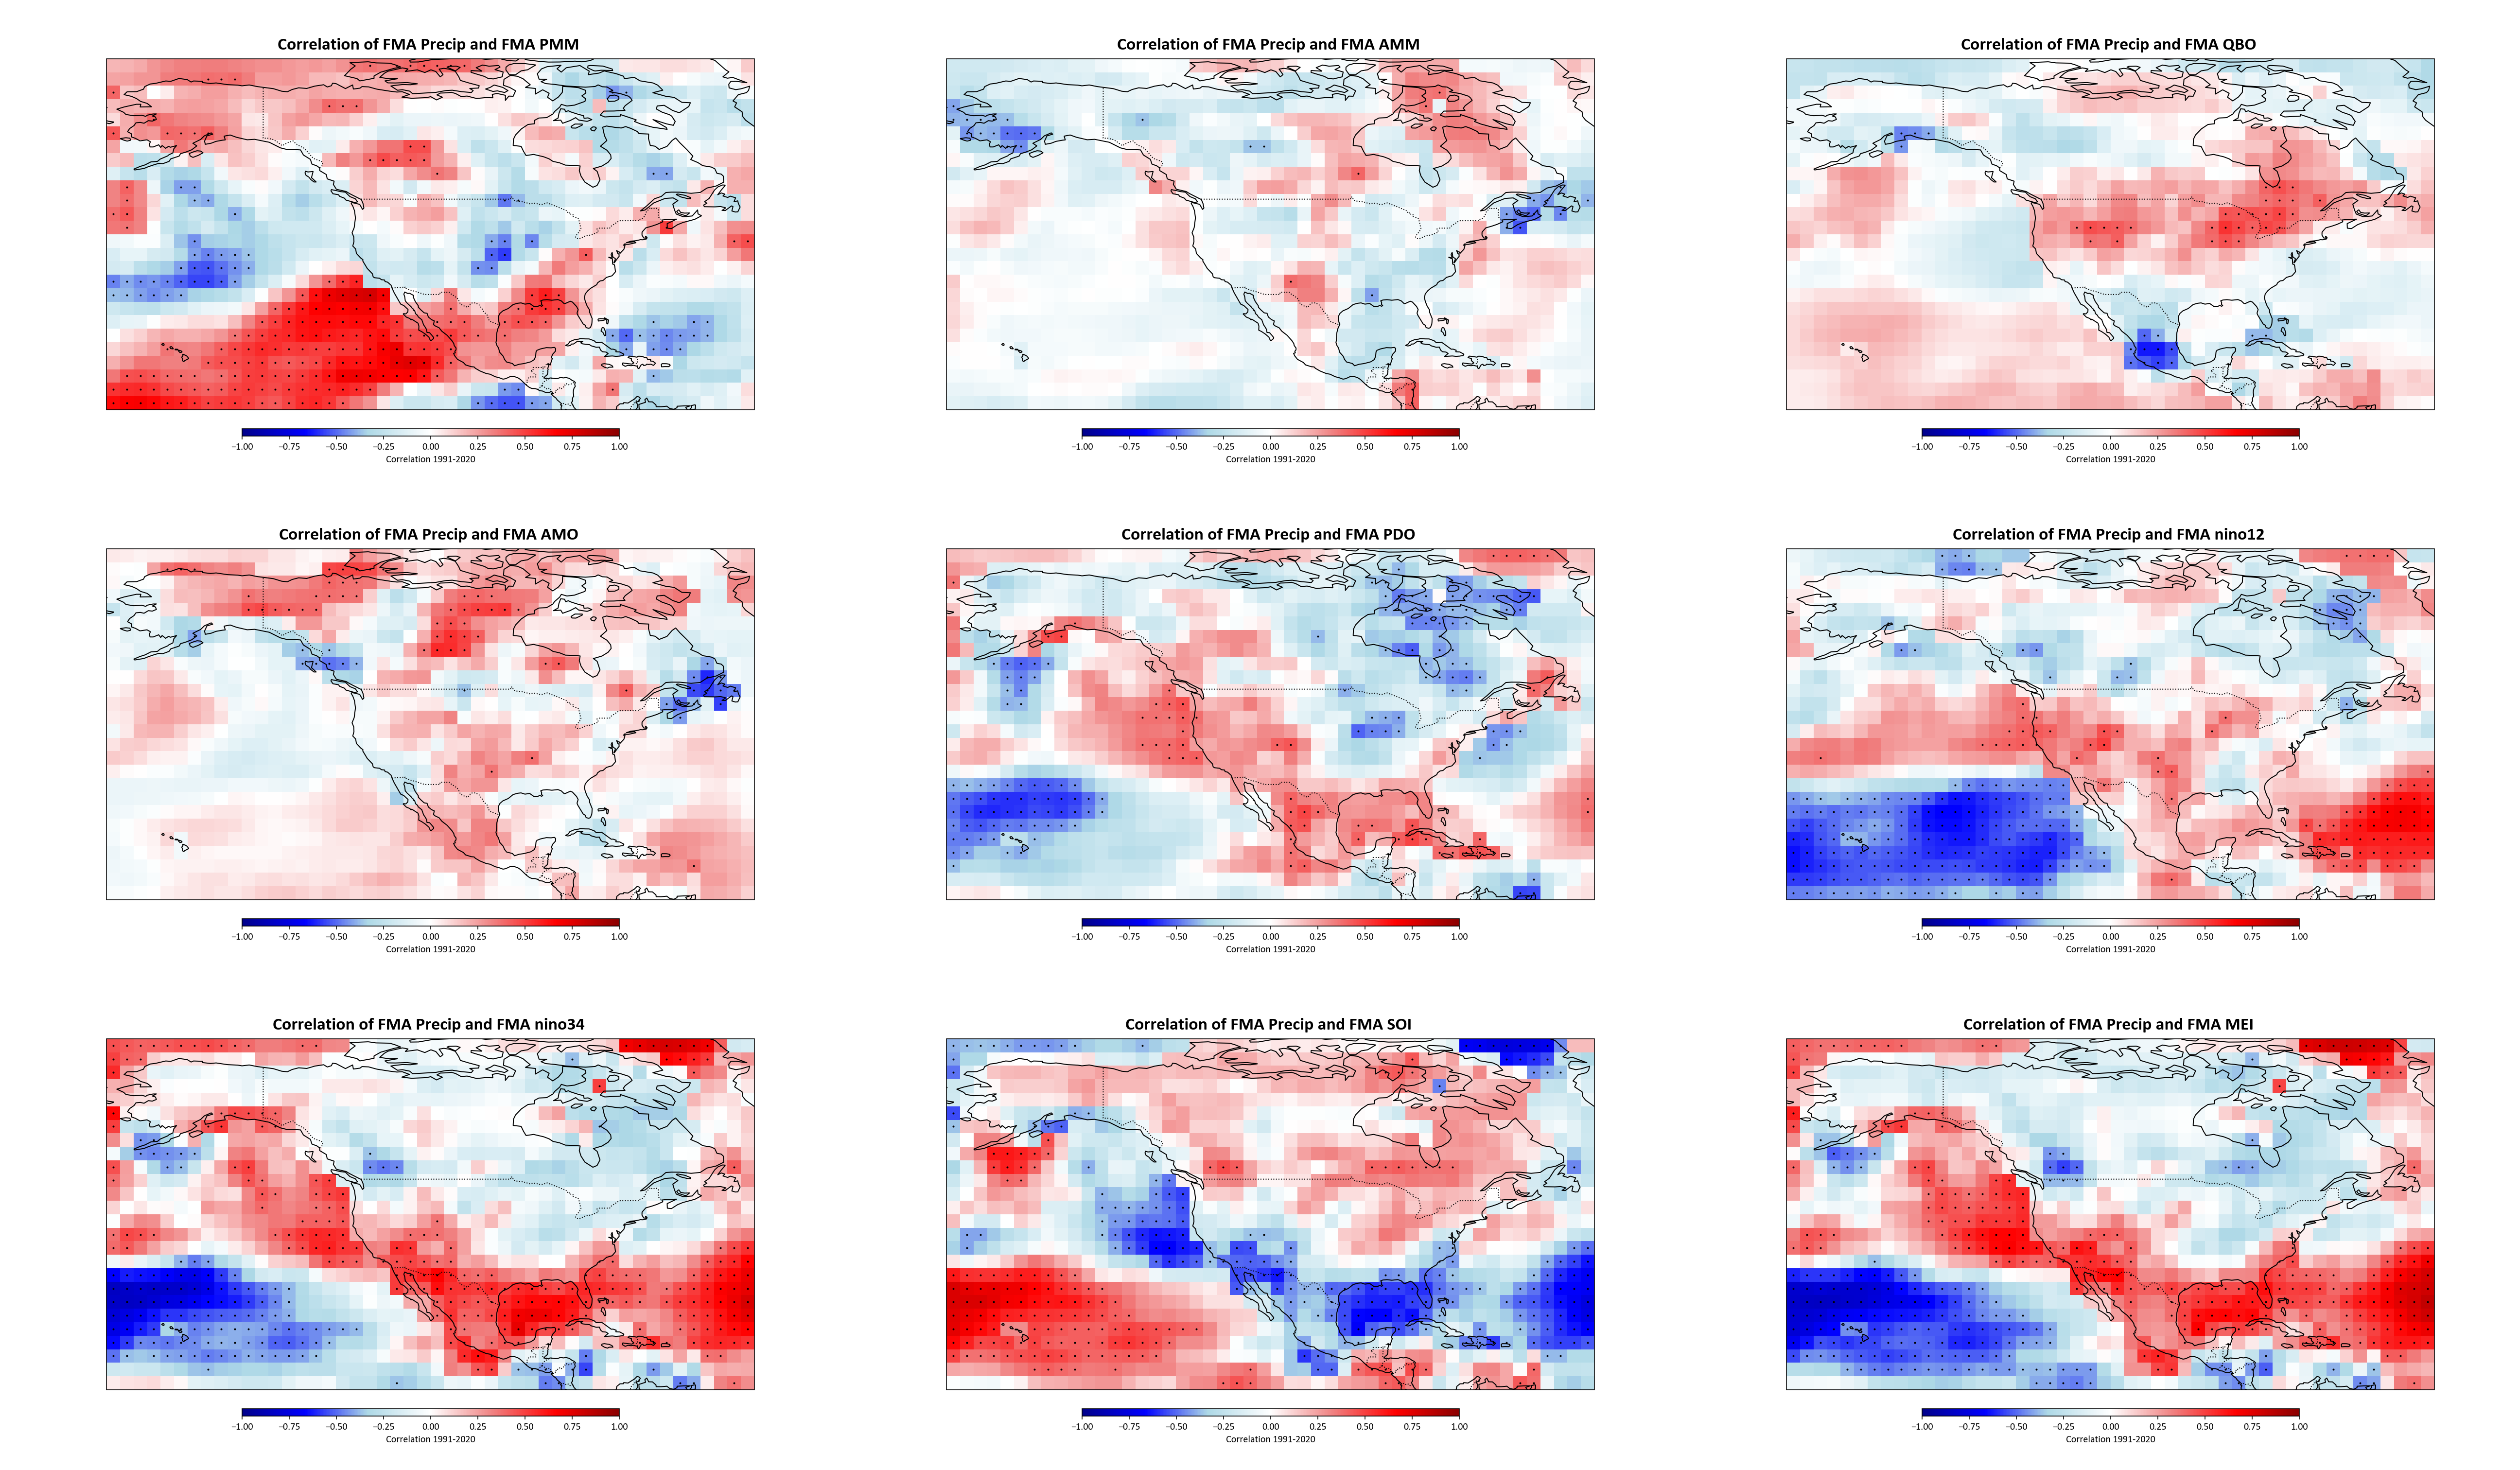 Correlation of FMA Precip and FMA PMM
Correlation of FMA Precip and FMA AMM
Correlation of FMA Precip and FMA QBO
−1.00 −0.75 −0.50 −0.25 0.00 0.25 0.50 0.75 1.00
Correlation 1991-2020
−1.00 −0.75 −0.50 −0.25 0.00 0.25 0.50 0.75 1.00
Correlation 1991-2020
−1.00 −0.75 −0.50 −0.25 0.00 0.25 0.50 0.75 1.00
Correlation 1991-2020
Correlation of FMA Precip and FMA AMO
Correlation of FMA Precip and FMA PDO
Correlation of FMA Precip and FMA nino12
−1.00 −0.75 −0.50 −0.25 0.00 0.25 0.50 0.75 1.00
Correlation 1991-2020
−1.00 −0.75 −0.50 −0.25 0.00 0.25 0.50 0.75 1.00
Correlation 1991-2020
−1.00 −0.75 −0.50 −0.25 0.00 0.25 0.50 0.75 1.00
Correlation 1991-2020
Correlation of FMA Precip and FMA nino34
Correlation of FMA Precip and FMA SOI
Correlation of FMA Precip and FMA MEI
−1.00 −0.75 −0.50 −0.25 0.00 0.25 0.50 0.75 1.00
Correlation 1991-2020
−1.00 −0.75 −0.50 −0.25 0.00 0.25 0.50 0.75 1.00
Correlation 1991-2020
−1.00 −0.75 −0.50 −0.25 0.00 0.25 0.50 0.75 1.00
Correlation 1991-2020